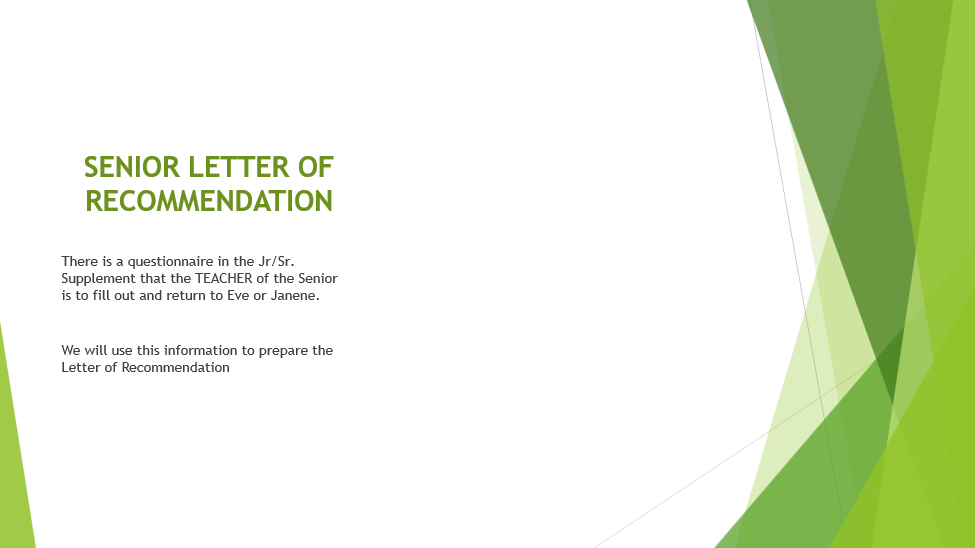 SENIOR LETTER OF
RECOMMENDATION
There is a questionnaire in the Jr/Sr.
Supplement that the TEACHER of the Senior
is to fill out and return to Eve or Janene.
We will use this information to prepare the
Letter of Recommendation